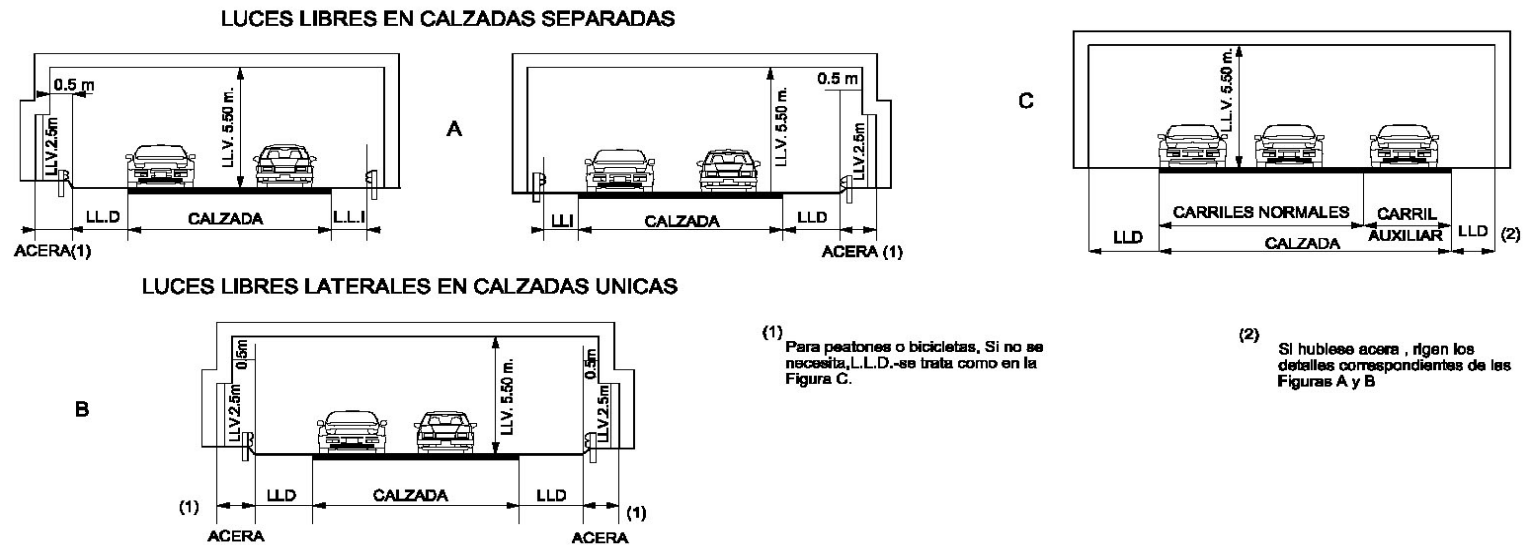 LUCES LIBRES EN CALZADAS SEPARADAS
0.5 m
LLV.2.5m
LL.V. 5.50 m.
LL.D
CALZADA
L.L.I
ACERA(1)
A
0.5 m
LL.V. 5.50 m.
LLV.2.5m
LLI
CALZADA
LLD
ACERA (1)
C
L.L.V. 5.50 m.
CARRILES NORMALES
CARRIL
AUXILIAR
LLD
CALZADA
LLD
(2)
LUCES LIBRES LATERALES EN CALZADAS UNICAS
B
0.5m
LLV.2.5m
LLV. 5.50 m.
0.5m
LLV.2.5m
(1)
LLD
CALZADA
LLD
(1)
ACERA
ACERA
(1)
Para peatones o bicicletas, Si no se
necesita,L.L.D.-se trata como en la
Figura C.
(2)
Si hubiese acera , rigen los
detalles correspondientes de las
Figuras A y B